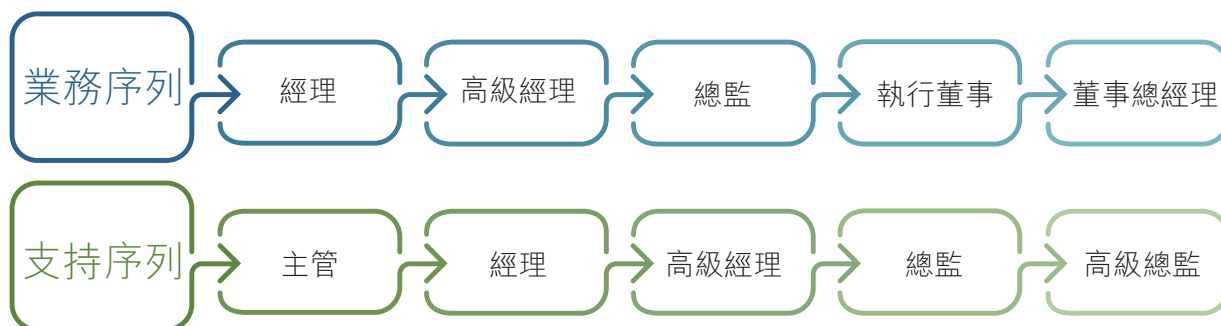 業務序列 經理 高級經理 總監 執行董事 董事總經理
支持序列 主管 經理 高級經理 總監 高級總監